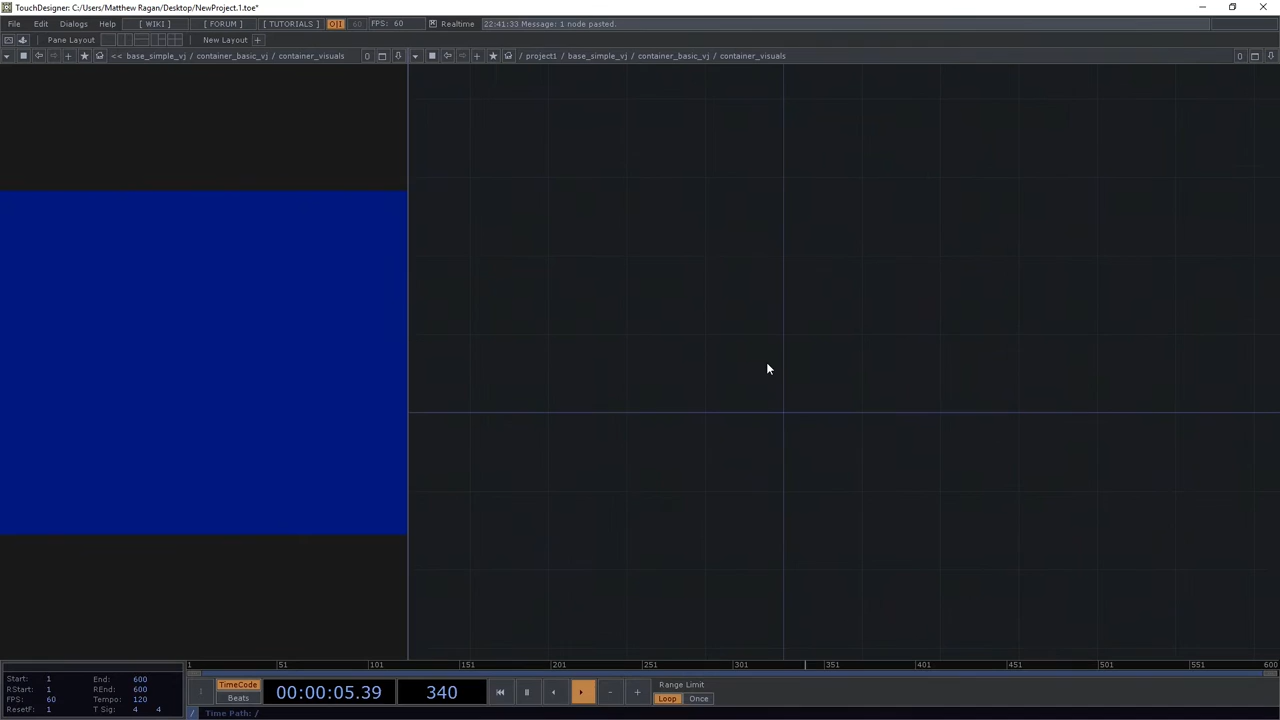 TouchDesigner: C:/Users/Matthew Ragan/Desktop/NewProject.1.toe*
File Edit Dialogs Help [ WIKI ] [ FORUM ] [ TUTORIALS ] O|I 60 FPS: 60 Realtime 22:41:33 Message: 1 node pasted.
Pane Layout New Layout +
<< base_simple_vj / container_basic_vj / container_visuals 0
/ project1 / base_simple_vj / container_basic_vj / container_visuals 0
1 51 101 151 201 251 301 351 401 451 501 551 600
Start: 1 End: 600
RStart: 1 REnd: 600
FPS: 60 Tempo: 120
ResetF: 1 T Sig: 4 4
TimeCode
Beats
00:00:05.39 340
- +
Range Limit
Loop Once
/ Time Path: /